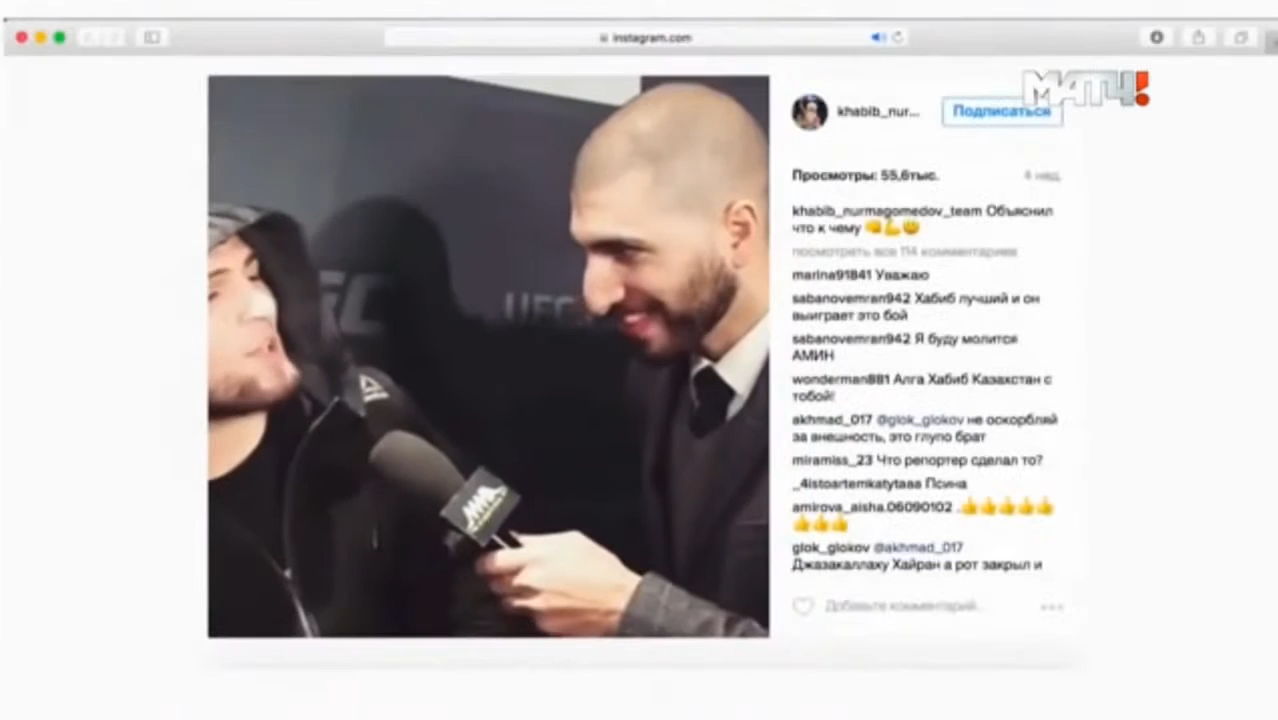 instagram.com
МАТЧ!
khabib_nur...
Подписаться
Просмотры: 55,6тыс.
4 нед.
khabib_nurmagomedov_team Объяснил
что к чему 👊💪😄
посмотреть все 114 комментариев
marina91841 Уважаю
sabanovemran942 Хабиб лучший и он
выиграет это бой
sabanovemran942 Я буду молится
АМИН
wonderman881 Алга Хабиб Казахстан с
тобой!
akhmad_017 @glok_glokov не оскорбляй
за внешность, это глупо брат
miramiss_23 Что репортер сделал то?
_4istoartemkatytaaa Псина
amirova_aisha.06090102 .👍👍👍👍👍
👍👍👍
glok_glokov @akhmad_017
Джазакаллаху Хайран а рот закрыл и
Добавьте комментарий...
UFC
MMA